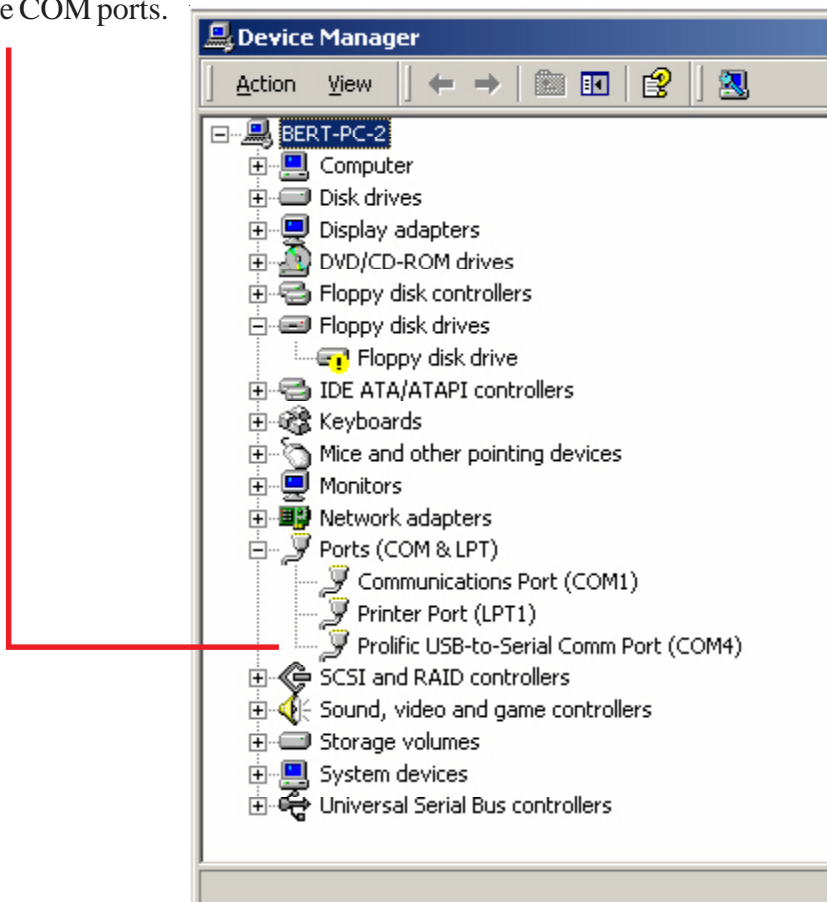 e COM ports.
Device Manager
Action View
BERT-PC-2
Computer
Disk drives
Display adapters
DVD/CD-ROM drives
Floppy disk controllers
Floppy disk drives
Floppy disk drive
IDE ATA/ATAPI controllers
Keyboards
Mice and other pointing devices
Monitors
Network adapters
Ports (COM & LPT)
Communications Port (COM1)
Printer Port (LPT1)
Prolific USB-to-Serial Comm Port (COM4)
SCSI and RAID controllers
Sound, video and game controllers
Storage volumes
System devices
Universal Serial Bus controllers